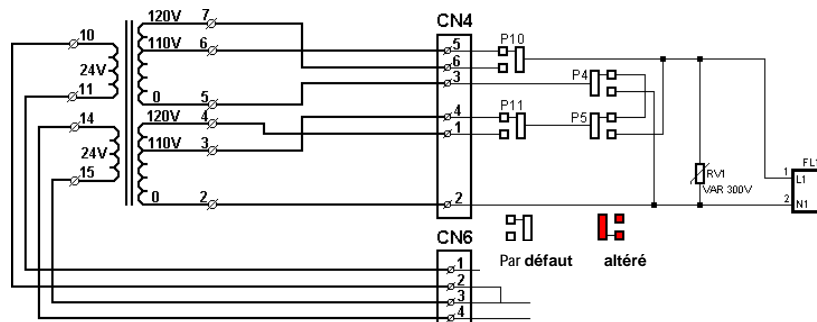 120V 7
110V 6
0 5
120V 4
110V 3
0 2
10
24V
11
14
24V
15
CN4
5
6
3
4
1
2
P10
P4
P11
P5
RV1
VAR 300V
FL1
1 L1
2 N1
Par défaut
altéré
CN6
1
2
3
4